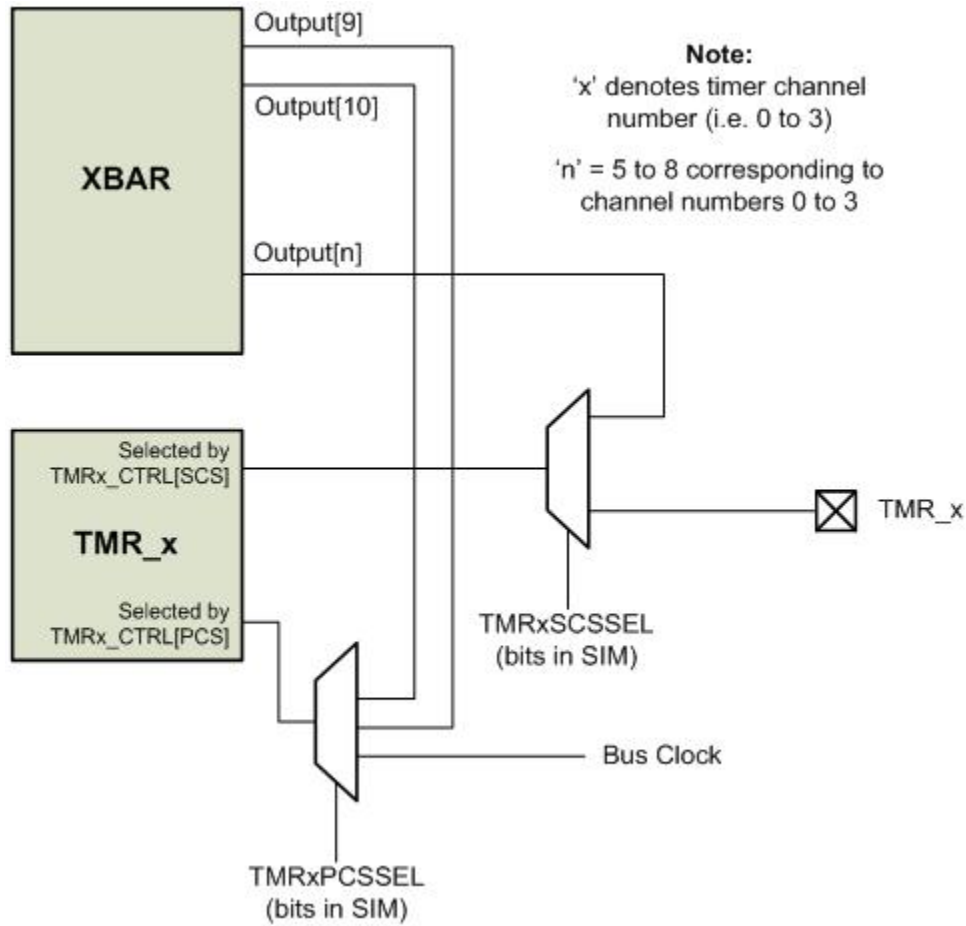 Output[9]
Output[10]
XBAR
Output[n]
Note:
‘x’ denotes timer channel
number (i.e. 0 to 3)
‘n’ = 5 to 8 corresponding to
channel numbers 0 to 3
Selected by
TMRx_CTRL[SCS]
TMR_x
Selected by
TMRx_CTRL[PCS]
TMR_x
TMRxSCSSEL
(bits in SIM)
Bus Clock
TMRxPCSSEL
(bits in SIM)